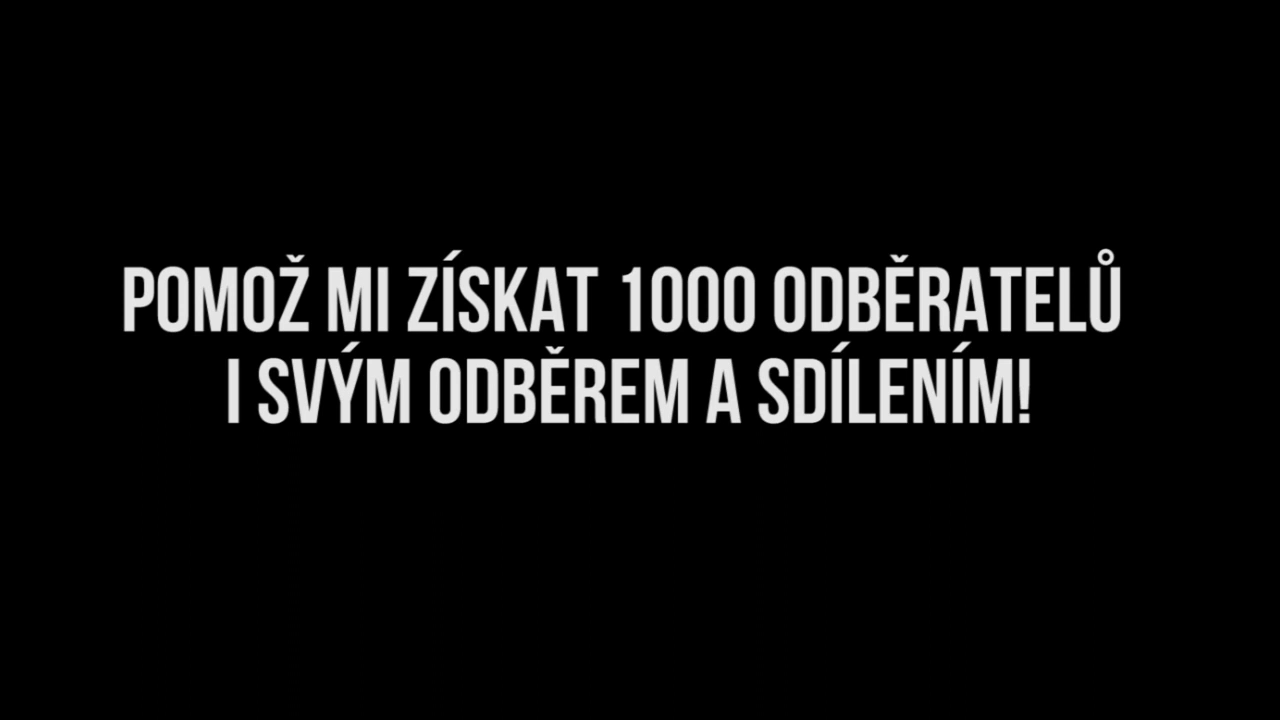 POMOŽ MI ZÍSKAT 1000 ODBĚRATELŮ
I SVÝM ODBĚREM A SDÍLENÍM!